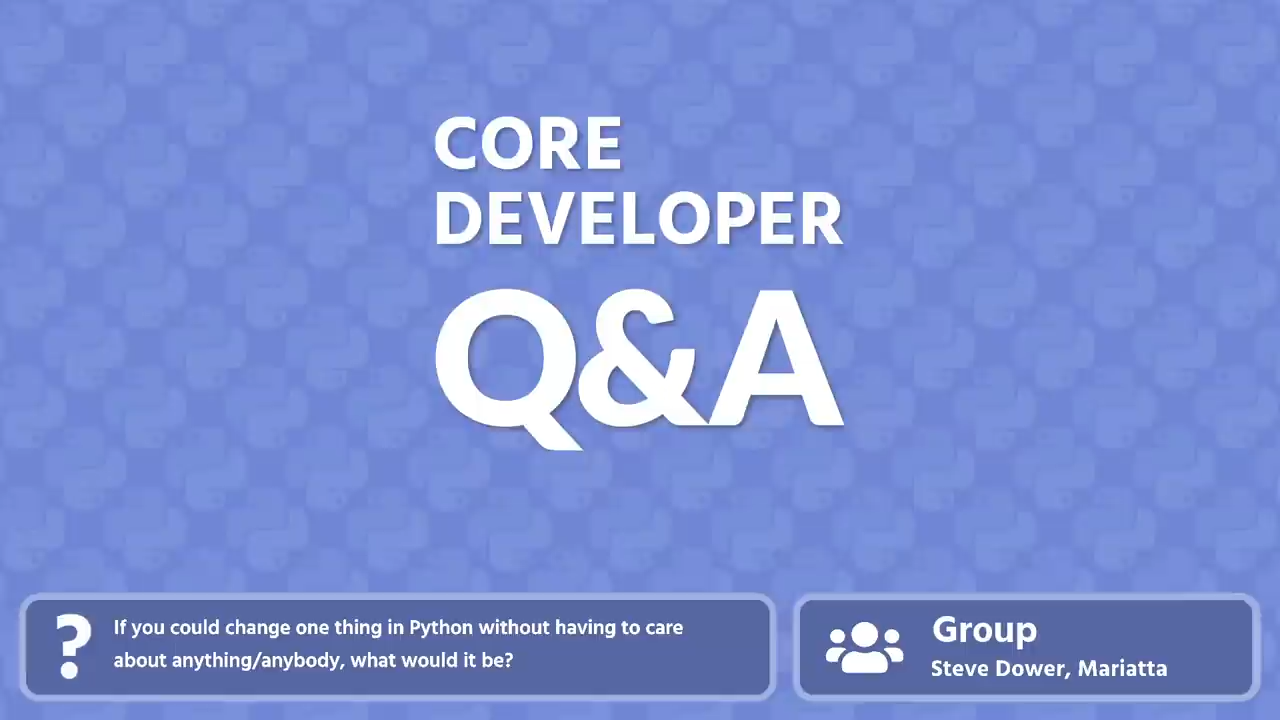 CORE
DEVELOPER
Q&A
If you could change one thing in Python without having to care
about anything/anybody, what would it be?
Group
Steve Dower, Mariatta